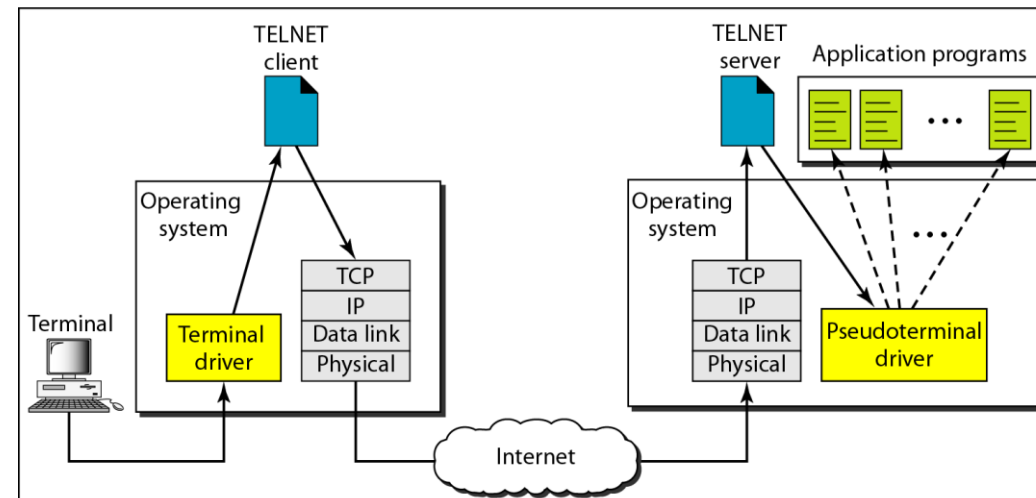 TELNET
client
TELNET
server
Application programs
Operating
system
TCP
IP
Data link
Physical
Terminal
Terminal
driver
Operating
system
TCP
IP
Data link
Physical
Pseudoterminal
driver
Internet